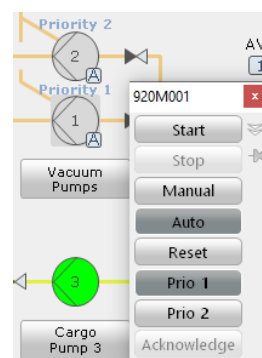 Priority 2
2
A
Priority 1
1
A
Vacuum
Pumps
3
Cargo
Pump 3
AV
1
920M001
x
Start
Stop
Manual
Auto
Reset
Prio 1
Prio 2
Acknowledge